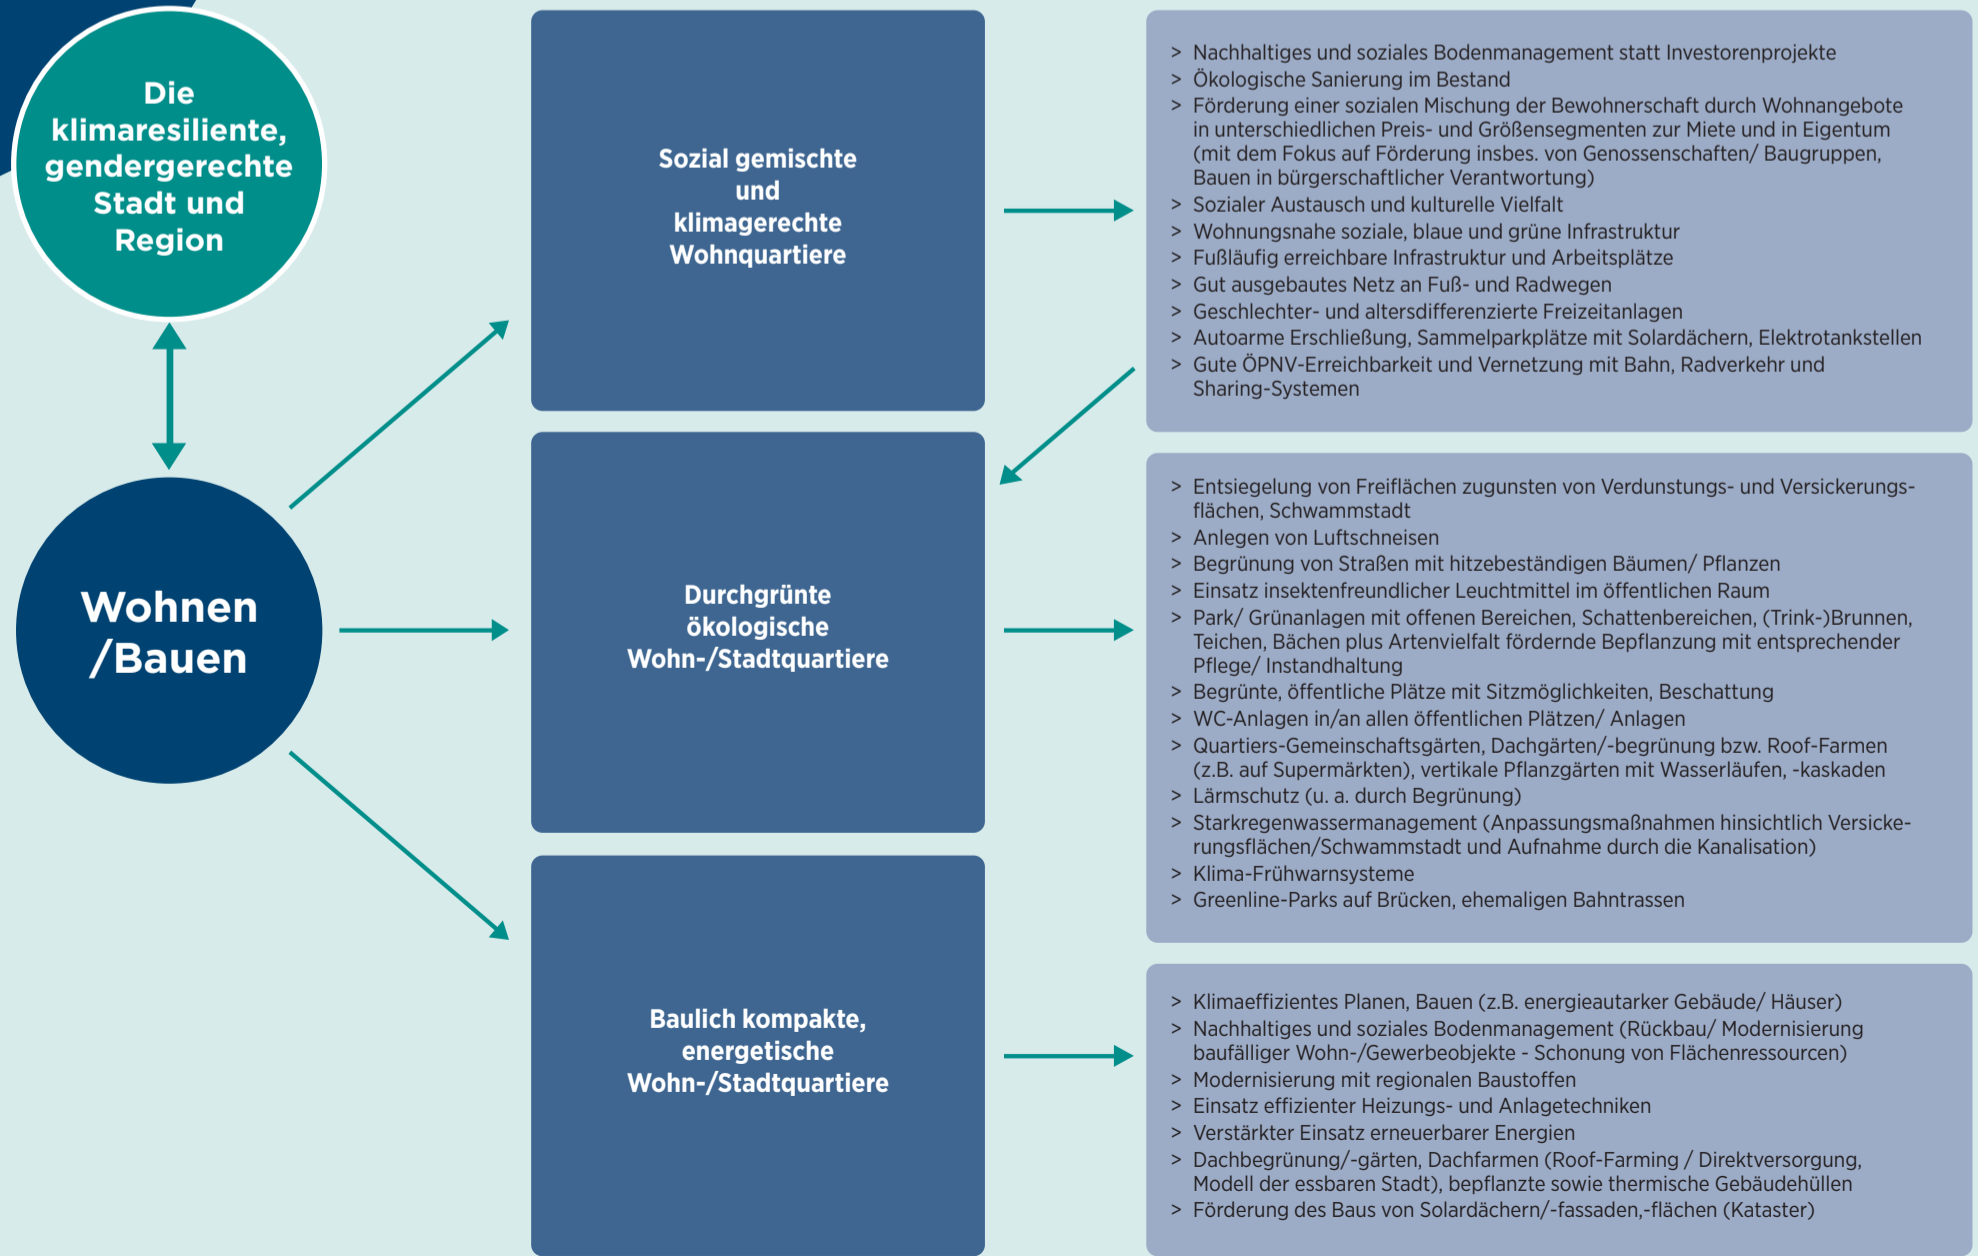 Die
klimaresiliente,
gendergerechte
Stadt und
Region
Wohnen
/Bauen
Sozial gemischte
und
klimagerechte
Wohnquartiere
> Nachhaltiges und soziales Bodenmanagement statt Investorenprojekte
> Ökologische Sanierung im Bestand
> Förderung einer sozialen Mischung der Bewohnerschaft durch Wohnangebote
in unterschiedlichen Preis- und Größensegmenten zur Miete und in Eigentum
(mit dem Fokus auf Förderung insbes. von Genossenschaften/ Baugruppen,
Bauen in bürgerschaftlicher Verantwortung)
> Sozialer Austausch und kulturelle Vielfalt
> Wohnungsnahe soziale, blaue und grüne Infrastruktur
> Fußläufig erreichbare Infrastruktur und Arbeitsplätze
> Gut ausgebautes Netz an Fuß- und Radwegen
> Geschlechter- und altersdifferenzierte Freizeitanlagen
> Autoarme Erschließung, Sammelparkplätze mit Solardächern, Elektrotankstellen
> Gute ÖPNV-Erreichbarkeit und Vernetzung mit Bahn, Radverkehr und
Sharing-Systemen
Durchgrünte
ökologische
Wohn-/Stadtquartiere
> Entsiegelung von Freiflächen zugunsten von Verdunstungs- und Versickerungs-
flächen, Schwammstadt
> Anlegen von Luftschneisen
> Begrünung von Straßen mit hitzebeständigen Bäumen/ Pflanzen
> Einsatz insektenfreundlicher Leuchtmittel im öffentlichen Raum
> Park/ Grünanlagen mit offenen Bereichen, Schattenbereichen, (Trink-)Brunnen,
Teichen, Bächen plus Artenvielfalt fördernde Bepflanzung mit entsprechender
Pflege/ Instandhaltung
> Begrünte, öffentliche Plätze mit Sitzmöglichkeiten, Beschattung
> WC-Anlagen in/an allen öffentlichen Plätzen/ Anlagen
> Quartiers-Gemeinschaftsgärten, Dachgärten/-begrünung bzw. Roof-Farmen
(z.B. auf Supermärkten), vertikale Pflanzgärten mit Wasserläufen, -kaskaden
> Lärmschutz (u. a. durch Begrünung)
> Starkregenwassermanagement (Anpassungsmaßnahmen hinsichtlich Versicke-
rungsflächen/Schwammstadt und Aufnahme durch die Kanalisation)
> Klima-Frühwarnsysteme
> Greenline-Parks auf Brücken, ehemaligen Bahntrassen
Baulich kompakte,
energetische
Wohn-/Stadtquartiere
> Klimaeffizientes Planen, Bauen (z.B. energieautarker Gebäude/ Häuser)
> Nachhaltiges und soziales Bodenmanagement (Rückbau/ Modernisierung
baufälliger Wohn-/Gewerbeobjekte - Schonung von Flächenressourcen)
> Modernisierung mit regionalen Baustoffen
> Einsatz effizienter Heizungs- und Anlagetechniken
> Verstärkter Einsatz erneuerbarer Energien
> Dachbegrünung/-gärten, Dachfarmen (Roof-Farming / Direktversorgung,
Modell der essbaren Stadt), bepflanzte sowie thermische Gebäudehüllen
> Förderung des Baus von Solardächern/-fassaden,-flächen (Kataster)